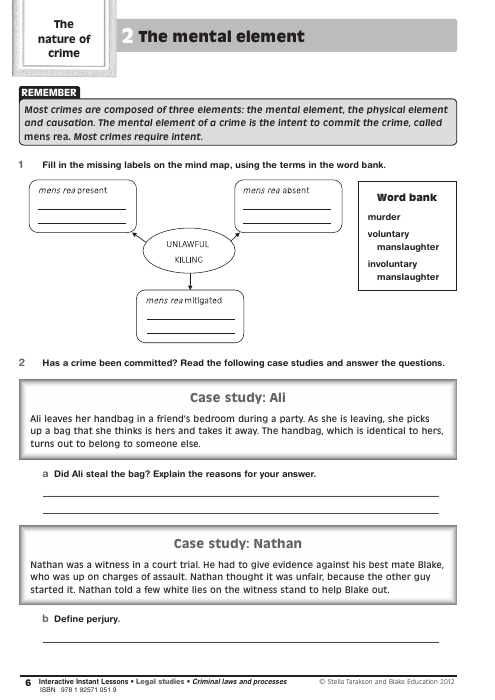 The
nature of
crime
2 The mental element
REMEMBER
Most crimes are composed of three elements: the mental element, the physical element
and causation. The mental element of a crime is the intent to commit the crime, called
mens rea. Most crimes require intent.
1 Fill in the missing labels on the mind map, using the terms in the word bank.
mens rea present
mens rea absent
UNLAWFUL
KILLING
mens rea mitigated
Word bank
murder
voluntary
manslaughter
involuntary
manslaughter
2 Has a crime been committed? Read the following case studies and answer the questions.
Case study: Ali
Ali leaves her handbag in a friend's bedroom during a party. As she is leaving, she picks
up a bag that she thinks is hers and takes it away. The handbag, which is identical to hers,
turns out to belong to someone else.
a Did Ali steal the bag? Explain the reasons for your answer.
Case study: Nathan
Nathan was a witness in a court trial. He had to give evidence against his best mate Blake,
who was up on charges of assault. Nathan thought it was unfair, because the other guy
started it. Nathan told a few white lies on the witness stand to help Blake out.
b Define perjury.
6 Interactive Instant Lessons • Legal studies • Criminal laws and processes © Stella Tarakson and Blake Education 2012
ISBN 978 1 92571 051 9